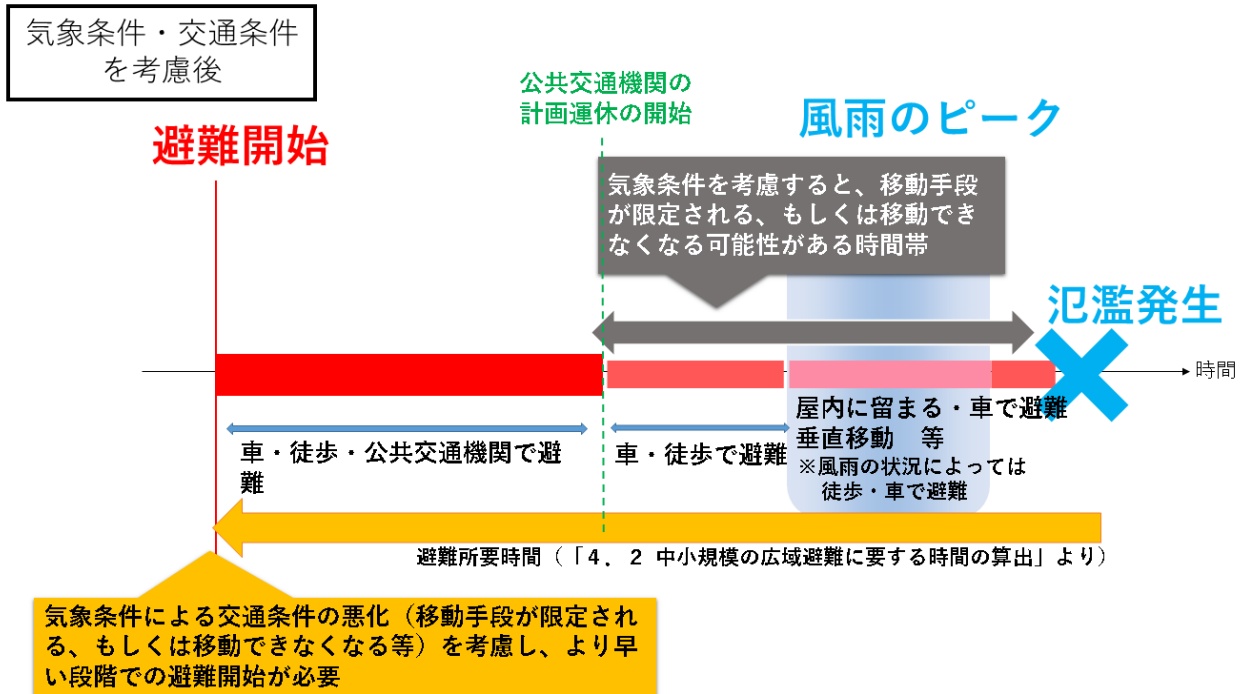 気象条件・交通条件
を考慮後
公共交通機関の
計画運休の開始
風雨のピーク
避難開始
気象条件を考慮すると、移動手段
が限定される、もしくは移動でき
なくなる可能性がある時間帯
氾濫発生
時間
車・徒歩・公共交通機関で避
難
車・徒歩で避難
屋内に留まる・車で避難
垂直移動　等
※風雨の状況によっては
徒歩・車で避難
避難所要時間（「４．２ 中小規模の広域避難に要する時間の算出」より）
気象条件による交通条件の悪化（移動手段が限定され
る、もしくは移動できなくなる等）を考慮し、より早
い段階での避難開始が必要